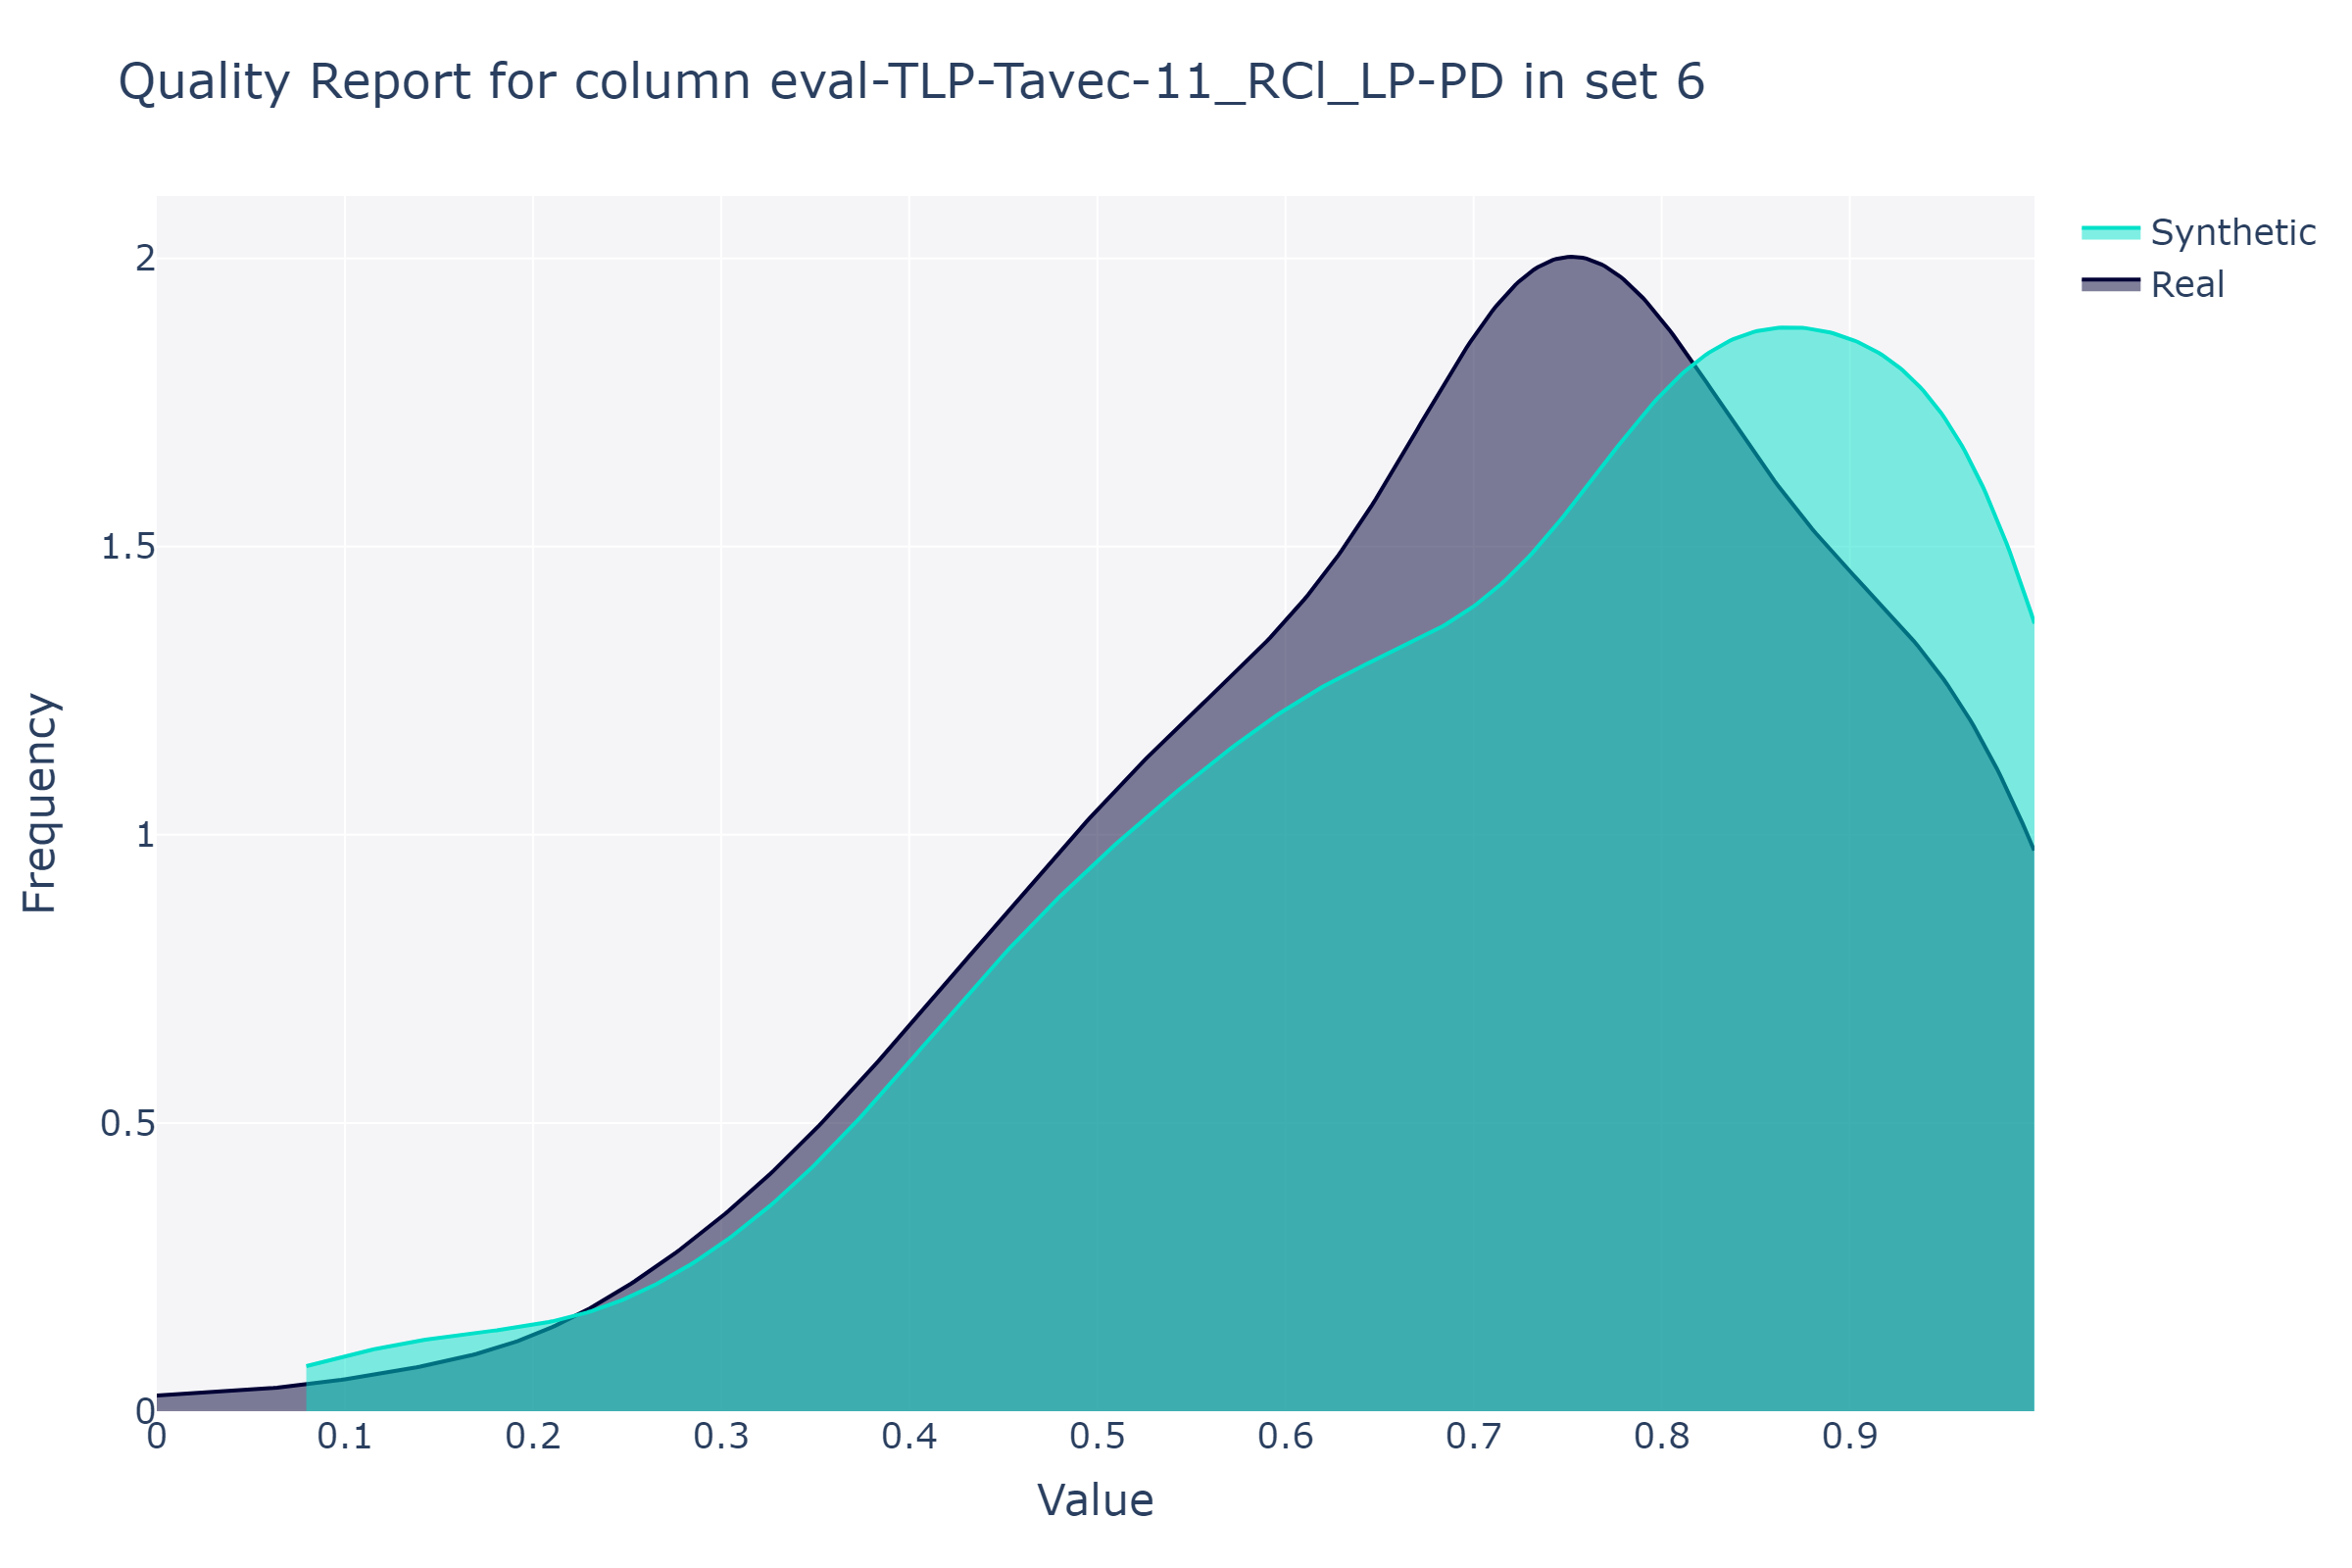 Quality Report for column eval-TLP-Tavec-11_RCl_LP-PD in set 6
Synthetic
Real
2
1.5
1
0.5
0
Frequency
0 0.1 0.2 0.3 0.4 0.5 0.6 0.7 0.8 0.9
Value